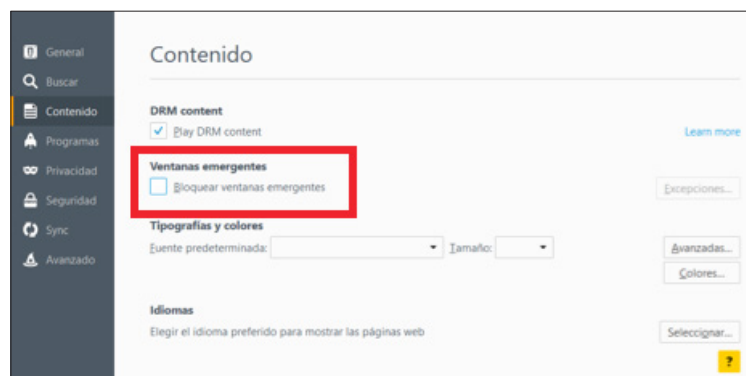 General
Buscar
Contenido
Programas
Privacidad
Seguridad
Sync
Avanzado
Contenido
DRM content
Play DRM content
Learn more
Ventanas emergentes
Bloquear ventanas emergentes
Excepciones...
Tipografías y colores
Fuente predeterminada:
Tamaño:
Avanzadas...
Colores...
Idiomas
Elegir el idioma preferido para mostrar las páginas web
Seleccionar...
?